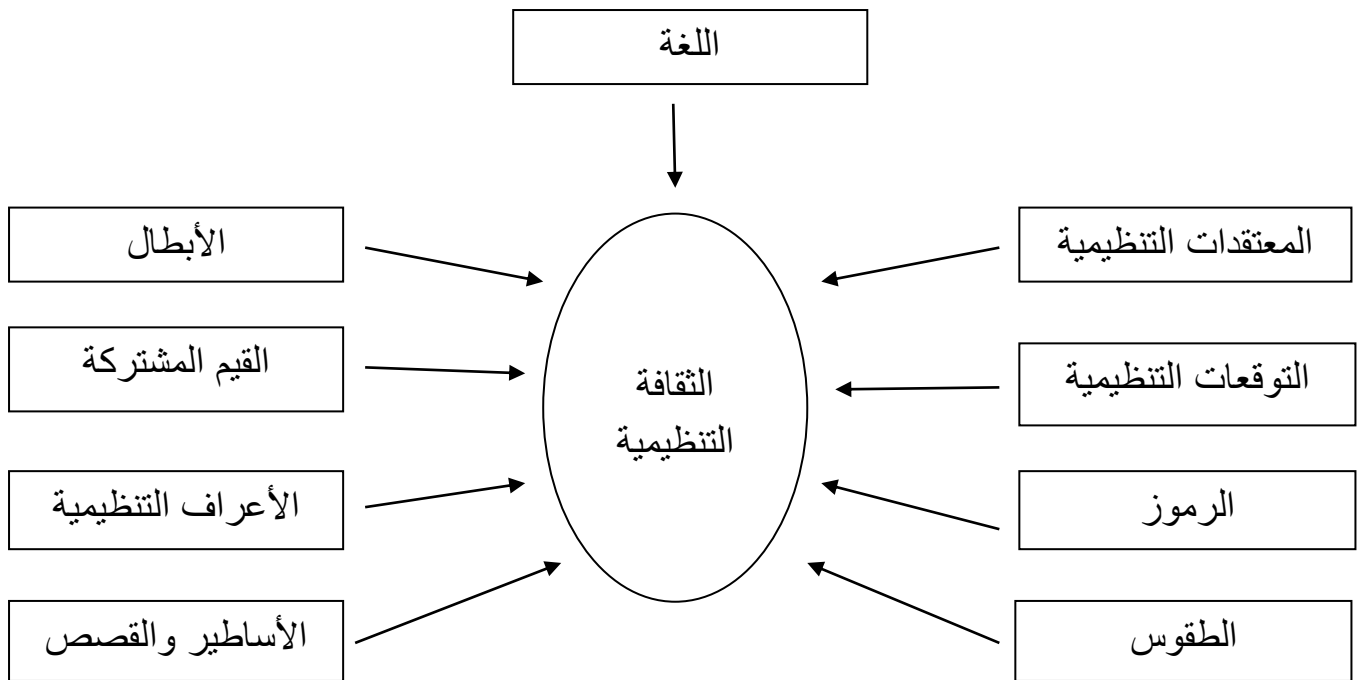 اللغة
المعتقدات التنظيمية
الأبطال
القيم المشتركة
التوقعات التنظيمية
الثقافة
التنظيمية
الأعراف التنظيمية
الرموز
الأساطير والقصص
الطقوس